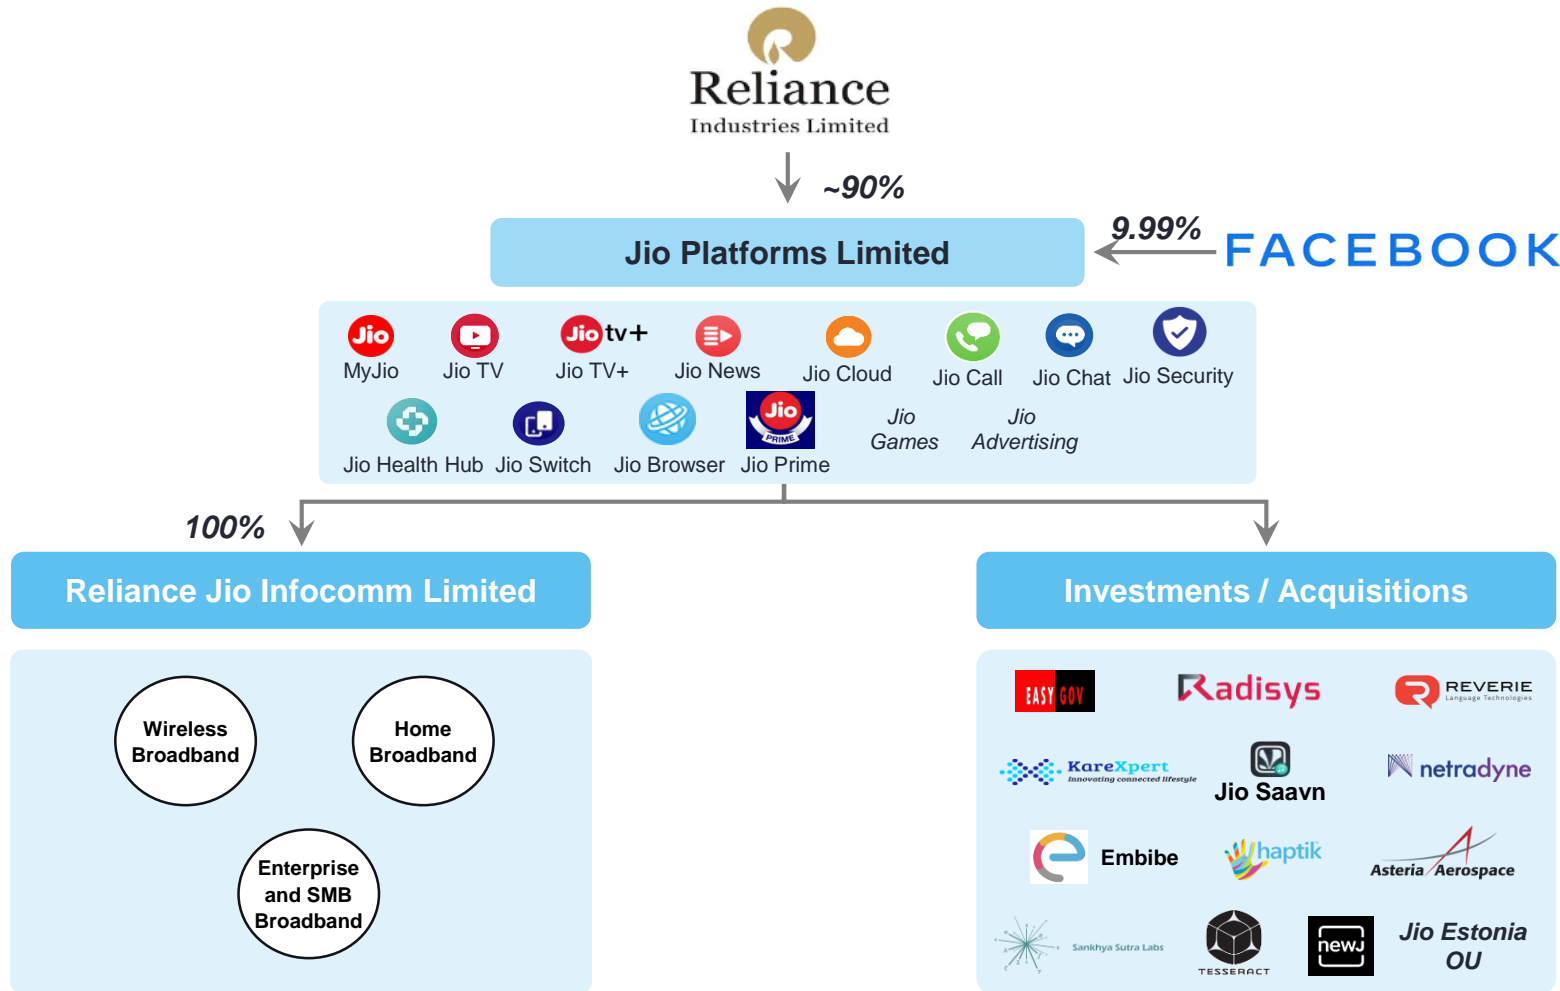 Reliance
Industries Limited
~90%
Jio Platforms Limited
9.99%
FACEBOOK
Jio
Jio tv+
MyJio
Jio TV
Jio TV+
Jio News
Jio Cloud
Jio Call
Jio Chat
Jio Security
Jio
PRIME
Jio
Games
Jio
Advertising
Jio Health Hub
Jio Switch
Jio Browser
Jio Prime
100%
Reliance Jio Infocomm Limited
Investments / Acquisitions
Wireless
Broadband
Home
Broadband
Enterprise
and SMB
Broadband
EASY GOV
Radisys
REVERIE
Language Technologies
KareXpert
Innovating connected lifestyle
Jio Saavn
netradyne
Embibe
haptik
Asteria Aerospace
Sankhya Sutra Labs
TESSERACT
newJ
Jio Estonia
OU